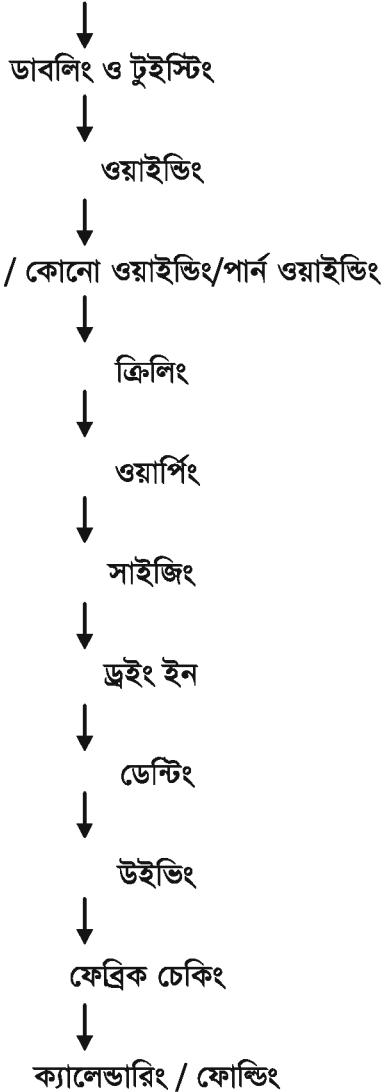 ডাবলিং ও টুইস্টিং
ওয়াইন্ডিং
/ কোনো ওয়াইন্ডিং/পার্ন ওয়াইন্ডিং
ক্রিলিং
ওয়ার্পিং
সাইজিং
ড্রইং ইন
ডেন্টিং
উইভিং
ফেব্রিক চেকিং
ক্যালেন্ডারিং / ফোল্ডিং